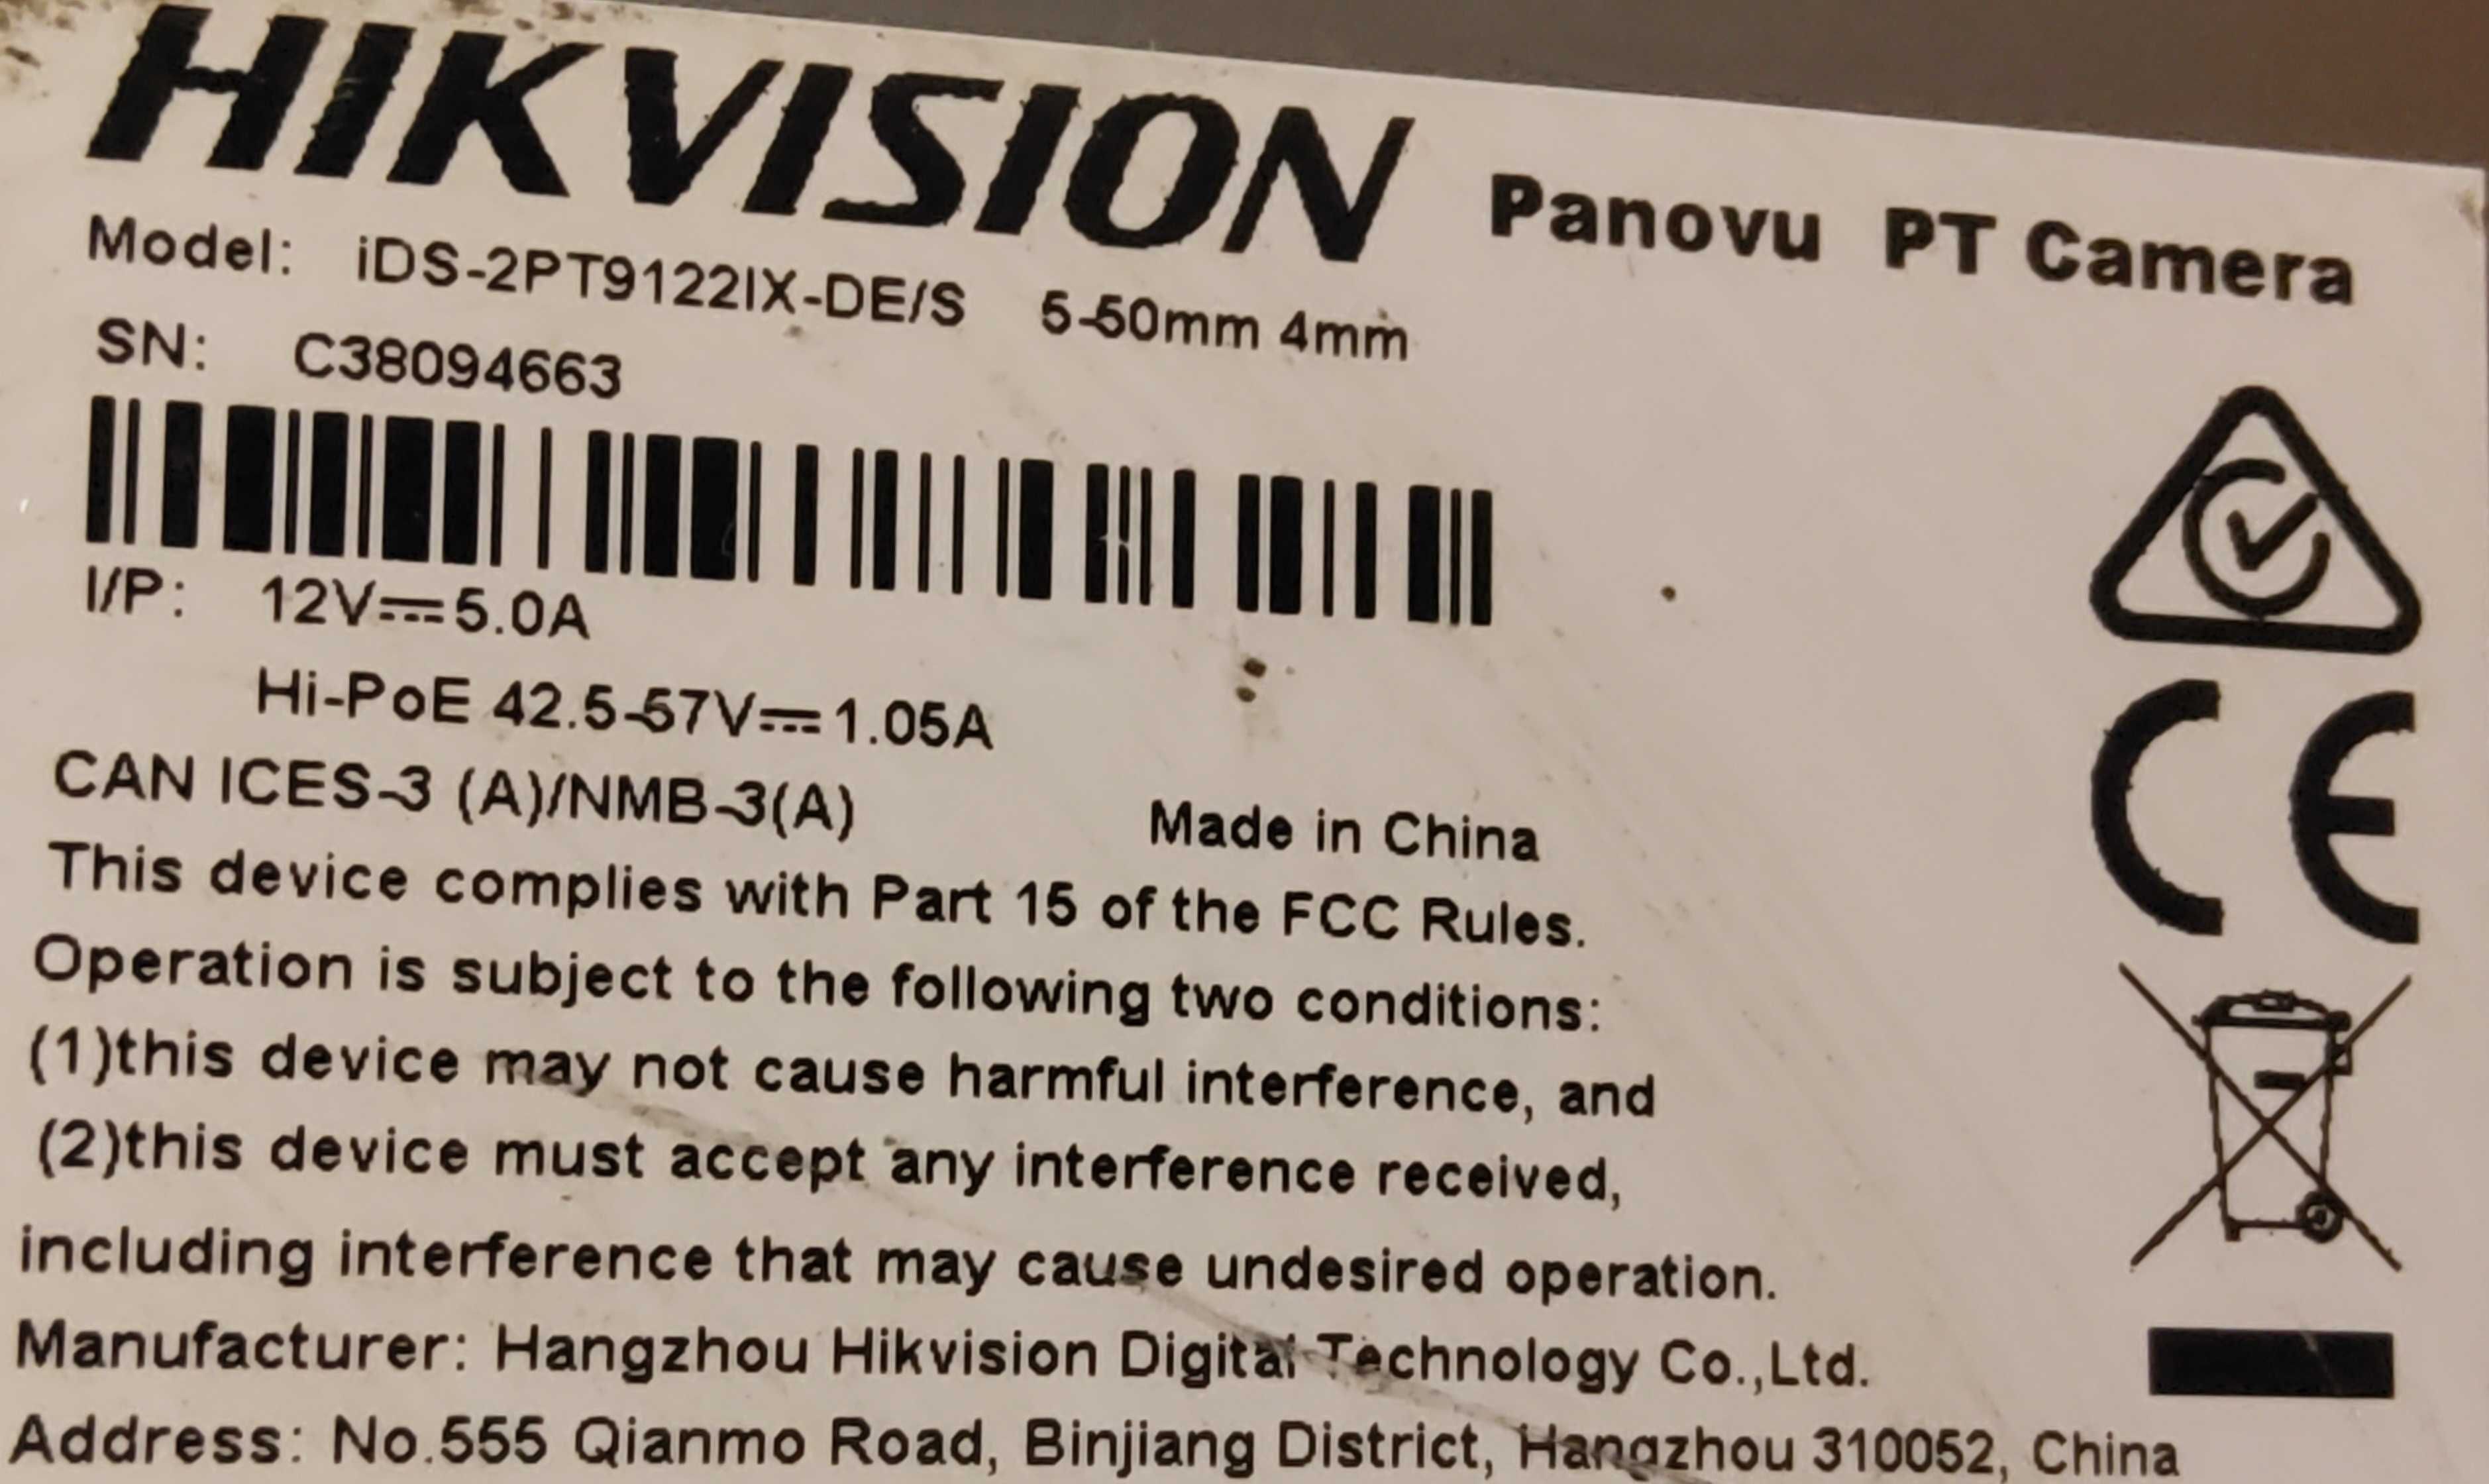 HIKVISION Panovu PT Camera
Model: iDS-2PT9122IX-DE/S 5-50mm 4mm
SN: C38094663
I/P: 12V⎓5.0A
Hi-PoE 42.5-57V⎓1.05A
CAN ICES-3 (A)/NMB-3(A)
Made in China
This device complies with Part 15 of the FCC Rules.
Operation is subject to the following two conditions:
(1)this device may not cause harmful interference, and
(2)this device must accept any interference received,
including interference that may cause undesired operation.
Manufacturer: Hangzhou Hikvision Digital Technology Co.,Ltd.
Address: No.555 Qianmo Road, Binjiang District, Hangzhou 310052, China
CE